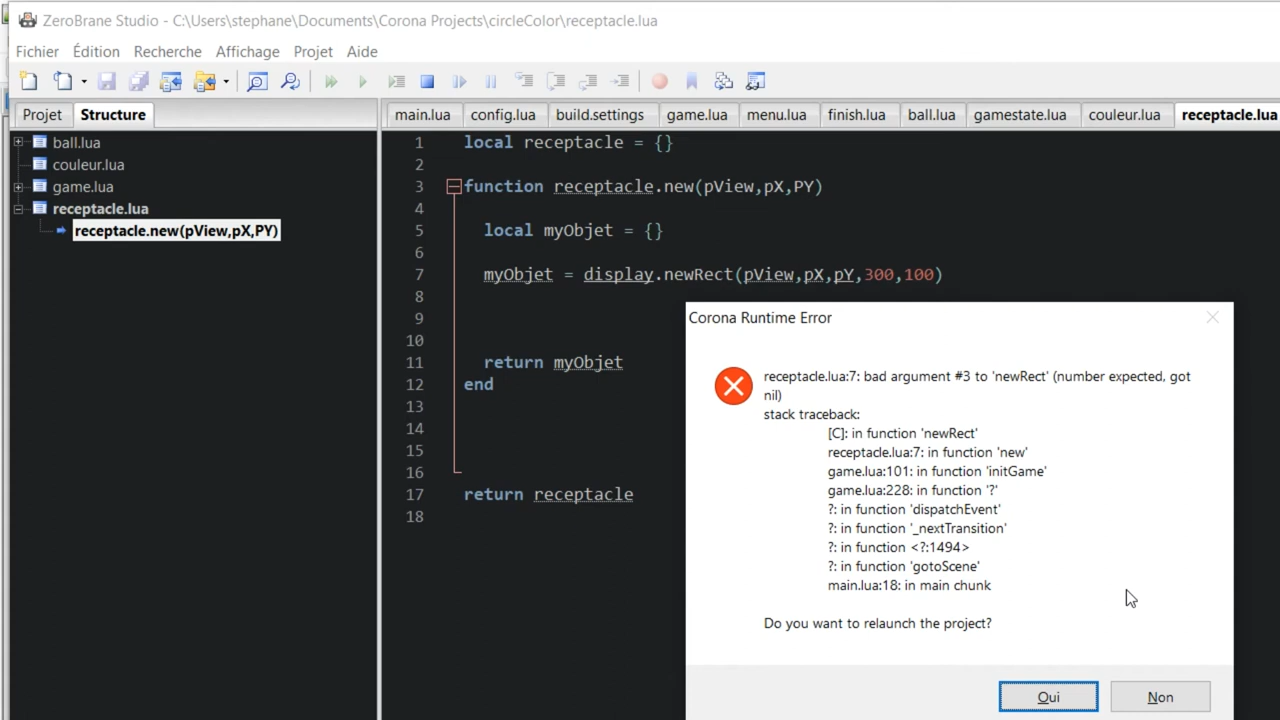 ZeroBrane Studio - C:\Users\stephane\Documents\Corona Projects\circleColor\receptacle.lua
Fichier Édition Recherche Affichage Projet Aide
Projet Structure
main.lua config.lua build.settings game.lua menu.lua finish.lua ball.lua gamestate.lua couleur.lua receptacle.lua
ball.lua
couleur.lua
game.lua
receptacle.lua
receptacle.new(pView,pX,PY)
1 local receptacle = {}
2
3 function receptacle.new(pView,pX,PY)
4
5 local myObjet = {}
6
7 myObjet = display.newRect(pView,pX,pY,300,100)
8
9
10
11 return myObjet
12 end
13
14
15
16
17 return receptacle
18
Corona Runtime Error
receptacle.lua:7: bad argument #3 to 'newRect' (number expected, got
nil)
stack traceback:
[C]: in function 'newRect'
receptacle.lua:7: in function 'new'
game.lua:101: in function 'initGame'
game.lua:228: in function '?'
?: in function 'dispatchEvent'
?: in function '_nextTransition'
?: in function <?:1494>
?: in function 'gotoScene'
main.lua:18: in main chunk
Do you want to relaunch the project?
Oui Non